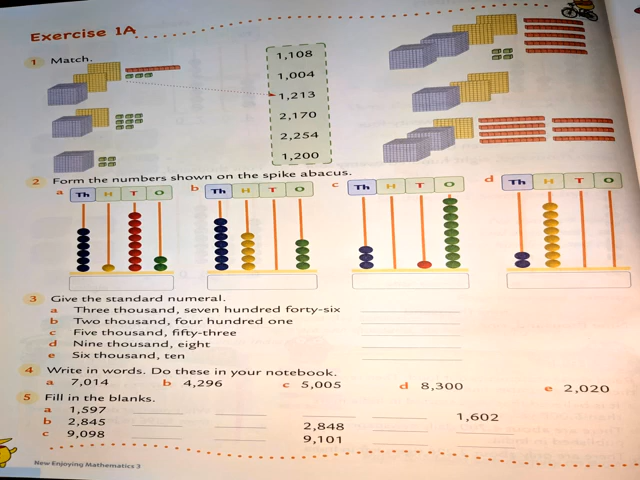 Exercise 1A
1 Match.
1,108
1,004
1,213
2,170
2,254
1,200
2 Form the numbers shown on the spike abacus.
a Th H T O b Th H T O c Th H T O d Th H T O
3 Give the standard numeral.
a Three thousand, seven hundred forty-six
b Two thousand, four hundred one
c Five thousand, fifty-three
d Nine thousand, eight
e Six thousand, ten
4 Write in words. Do these in your notebook.
a 7,014 b 4,296 c 5,005 d 8,300 e 2,020
5 Fill in the blanks.
a 1,597 1,602
b 2,845 2,848
c 9,098 9,101
New Enjoying Mathematics 3